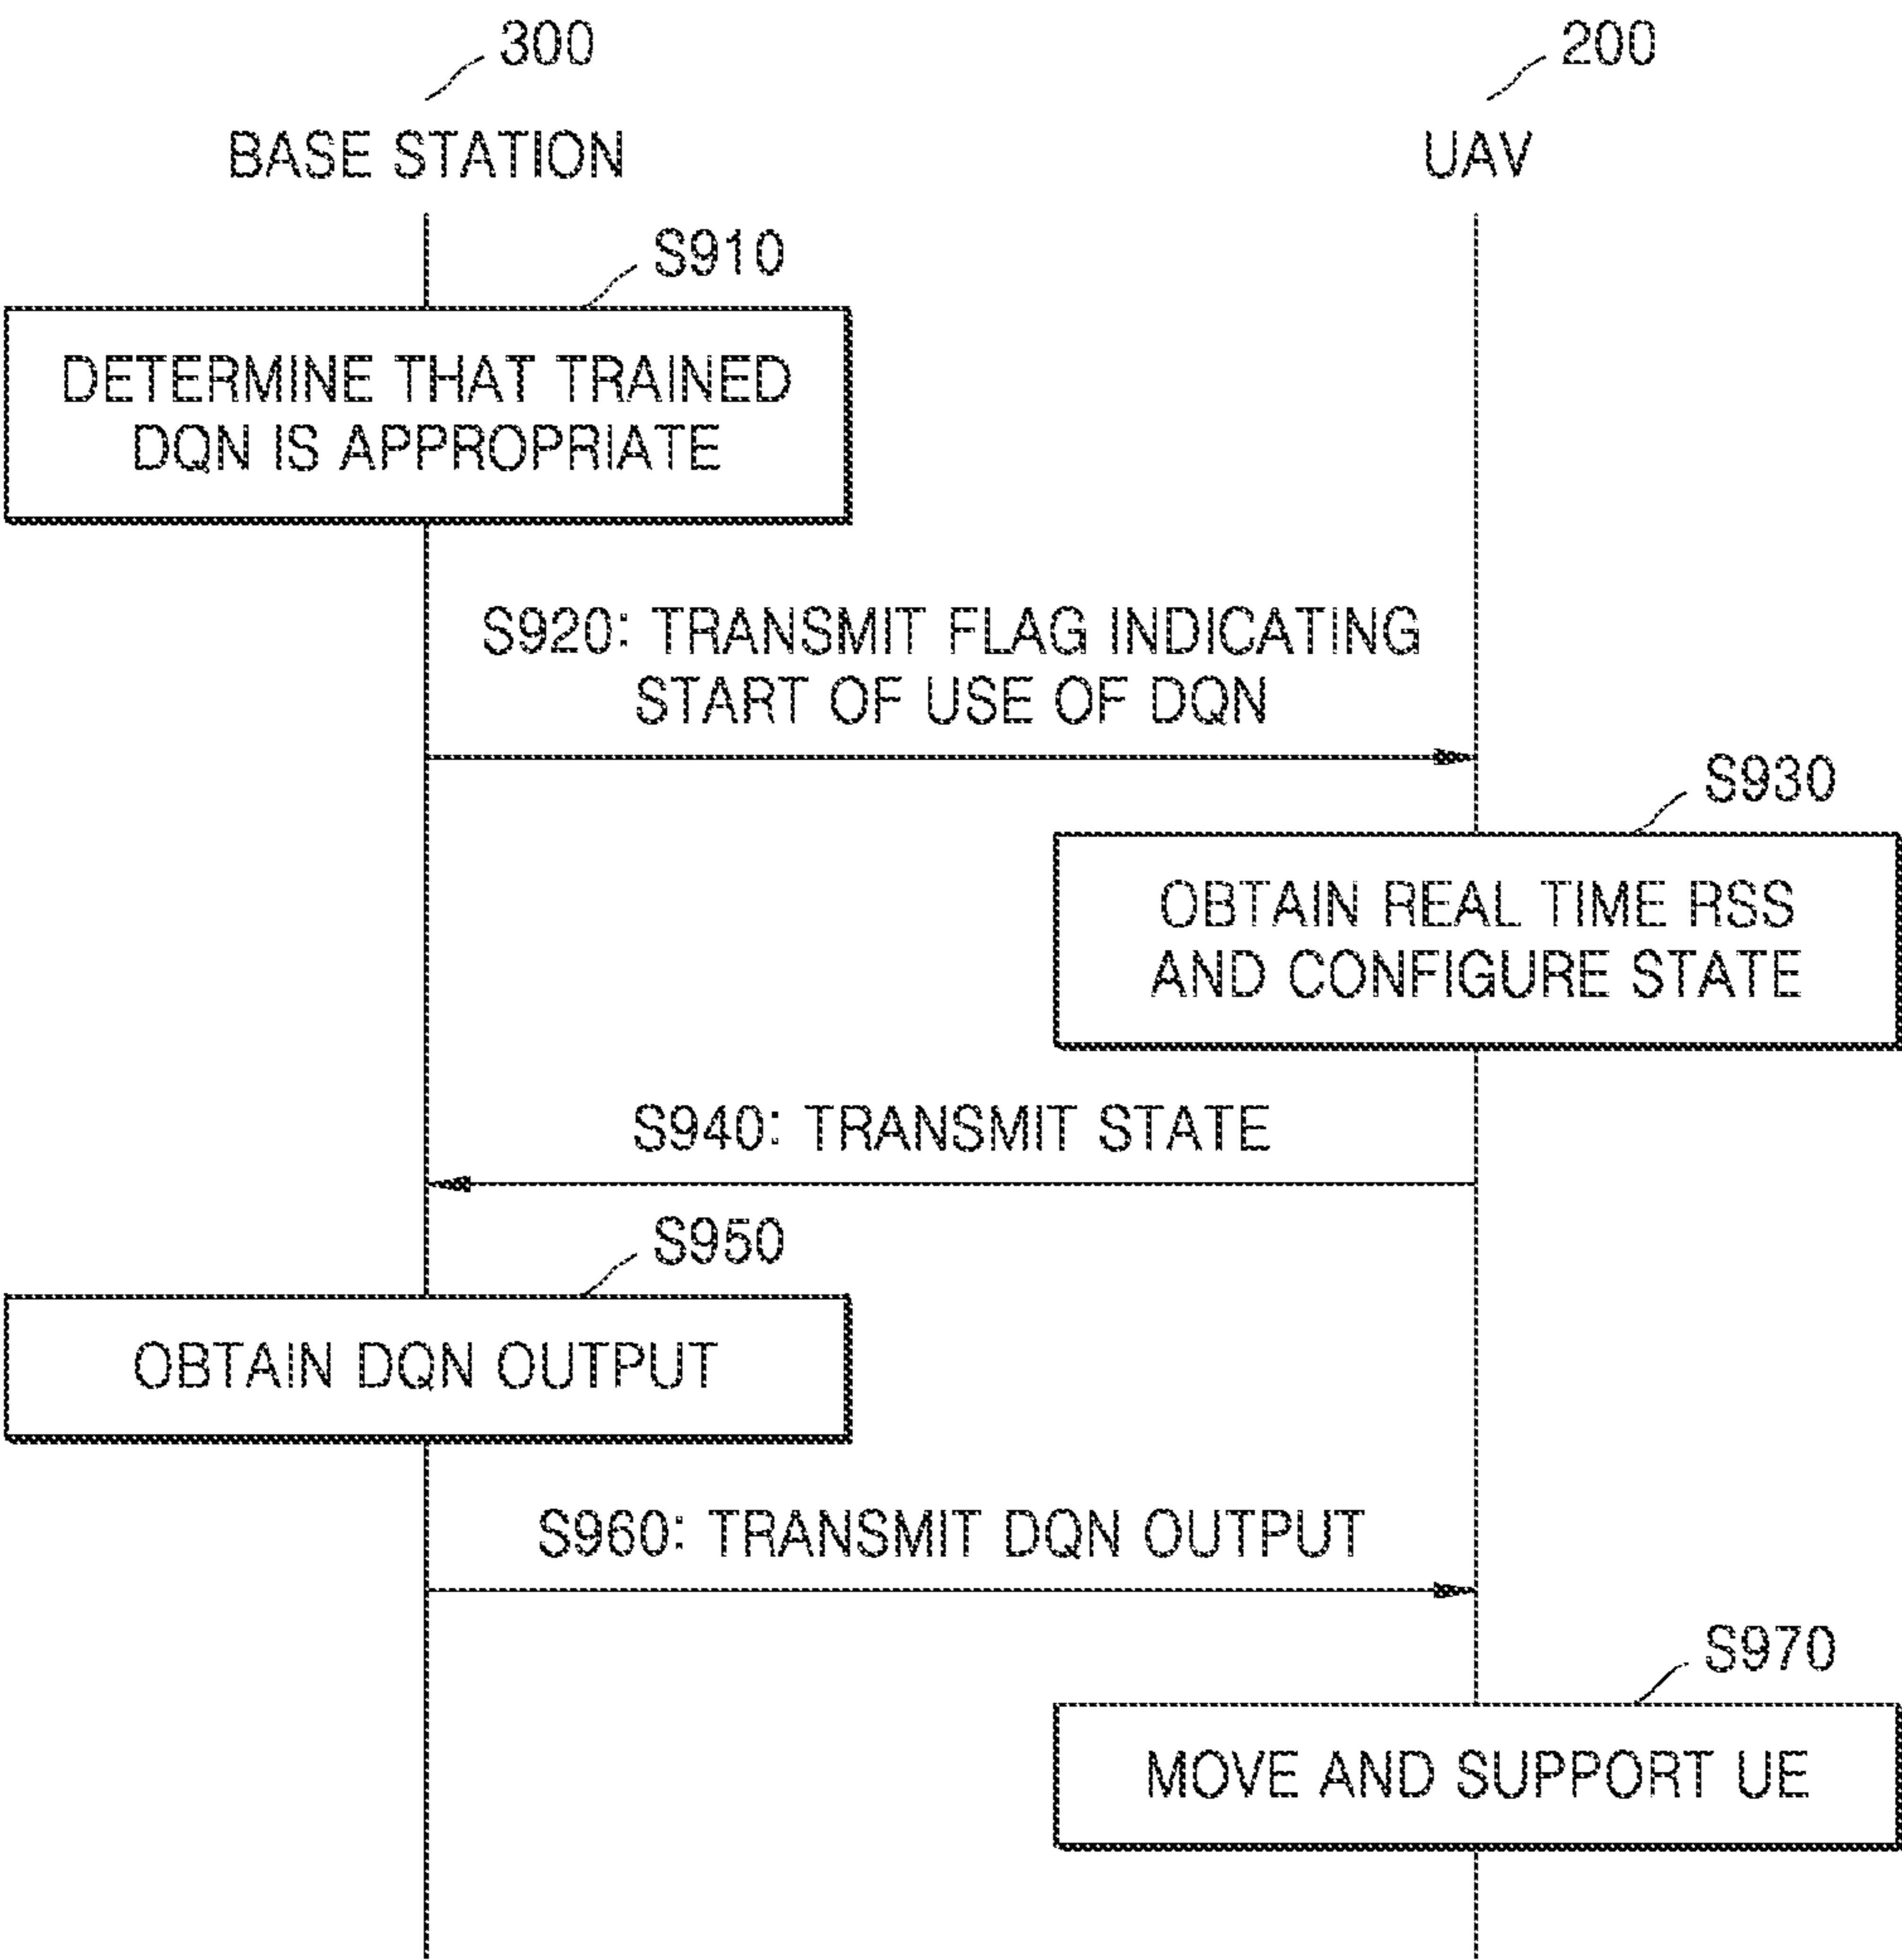 300
200
BASE STATION
UAV
S910
DETERMINE THAT TRAINED
DQN IS APPROPRIATE
S920: TRANSMIT FLAG INDICATING
START OF USE OF DQN
S930
OBTAIN REAL TIME RSS
AND CONFIGURE STATE
S940: TRANSMIT STATE
S950
OBTAIN DQN OUTPUT
S960: TRANSMIT DQN OUTPUT
S970
MOVE AND SUPPORT UE